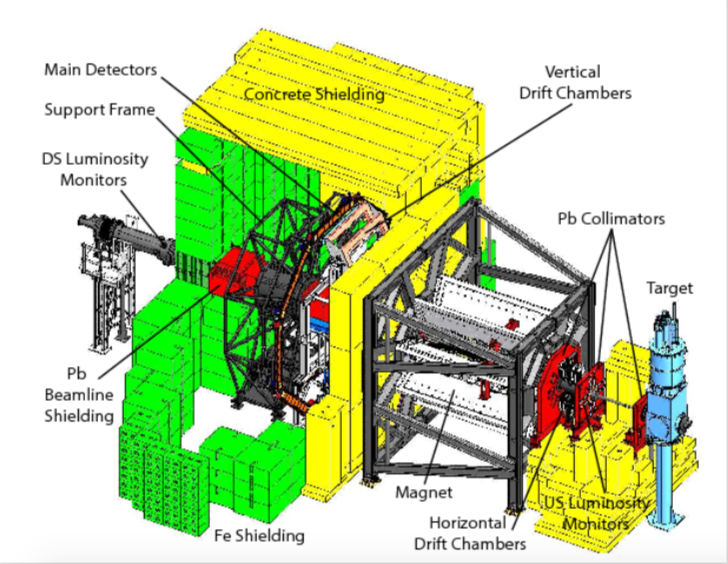 Main Detectors
Support Frame
DS Luminosity
Monitors
Concrete Shielding
Vertical
Drift Chambers
Pb Collimators
Target
Pb
Beamline
Shielding
Fe Shielding
Magnet
Horizontal
Drift Chambers
US Luminosity
Monitors